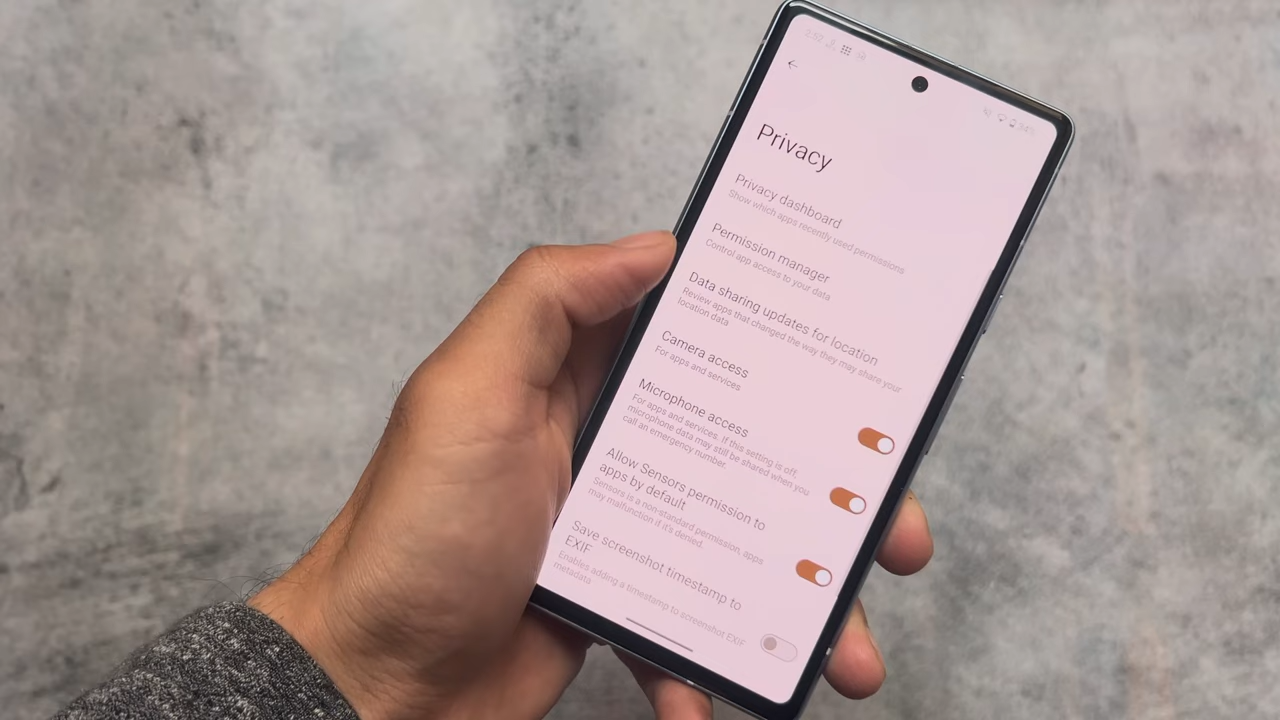 2:52
54%
Privacy
Privacy dashboard
Show which apps recently used permissions
Permission manager
Control app access to your data
Data sharing updates for location
Review apps that changed the way they may share your
location data
Camera access
For apps and services
Microphone access
For apps and services. If this setting is off,
microphone data may still be shared when you
call an emergency number.
Allow Sensors permission to
apps by default
Sensors is a non-standard permission, apps
may malfunction if it's denied.
Save screenshot timestamp to
EXIF
Enables adding a timestamp to screenshot EXIF
metadata